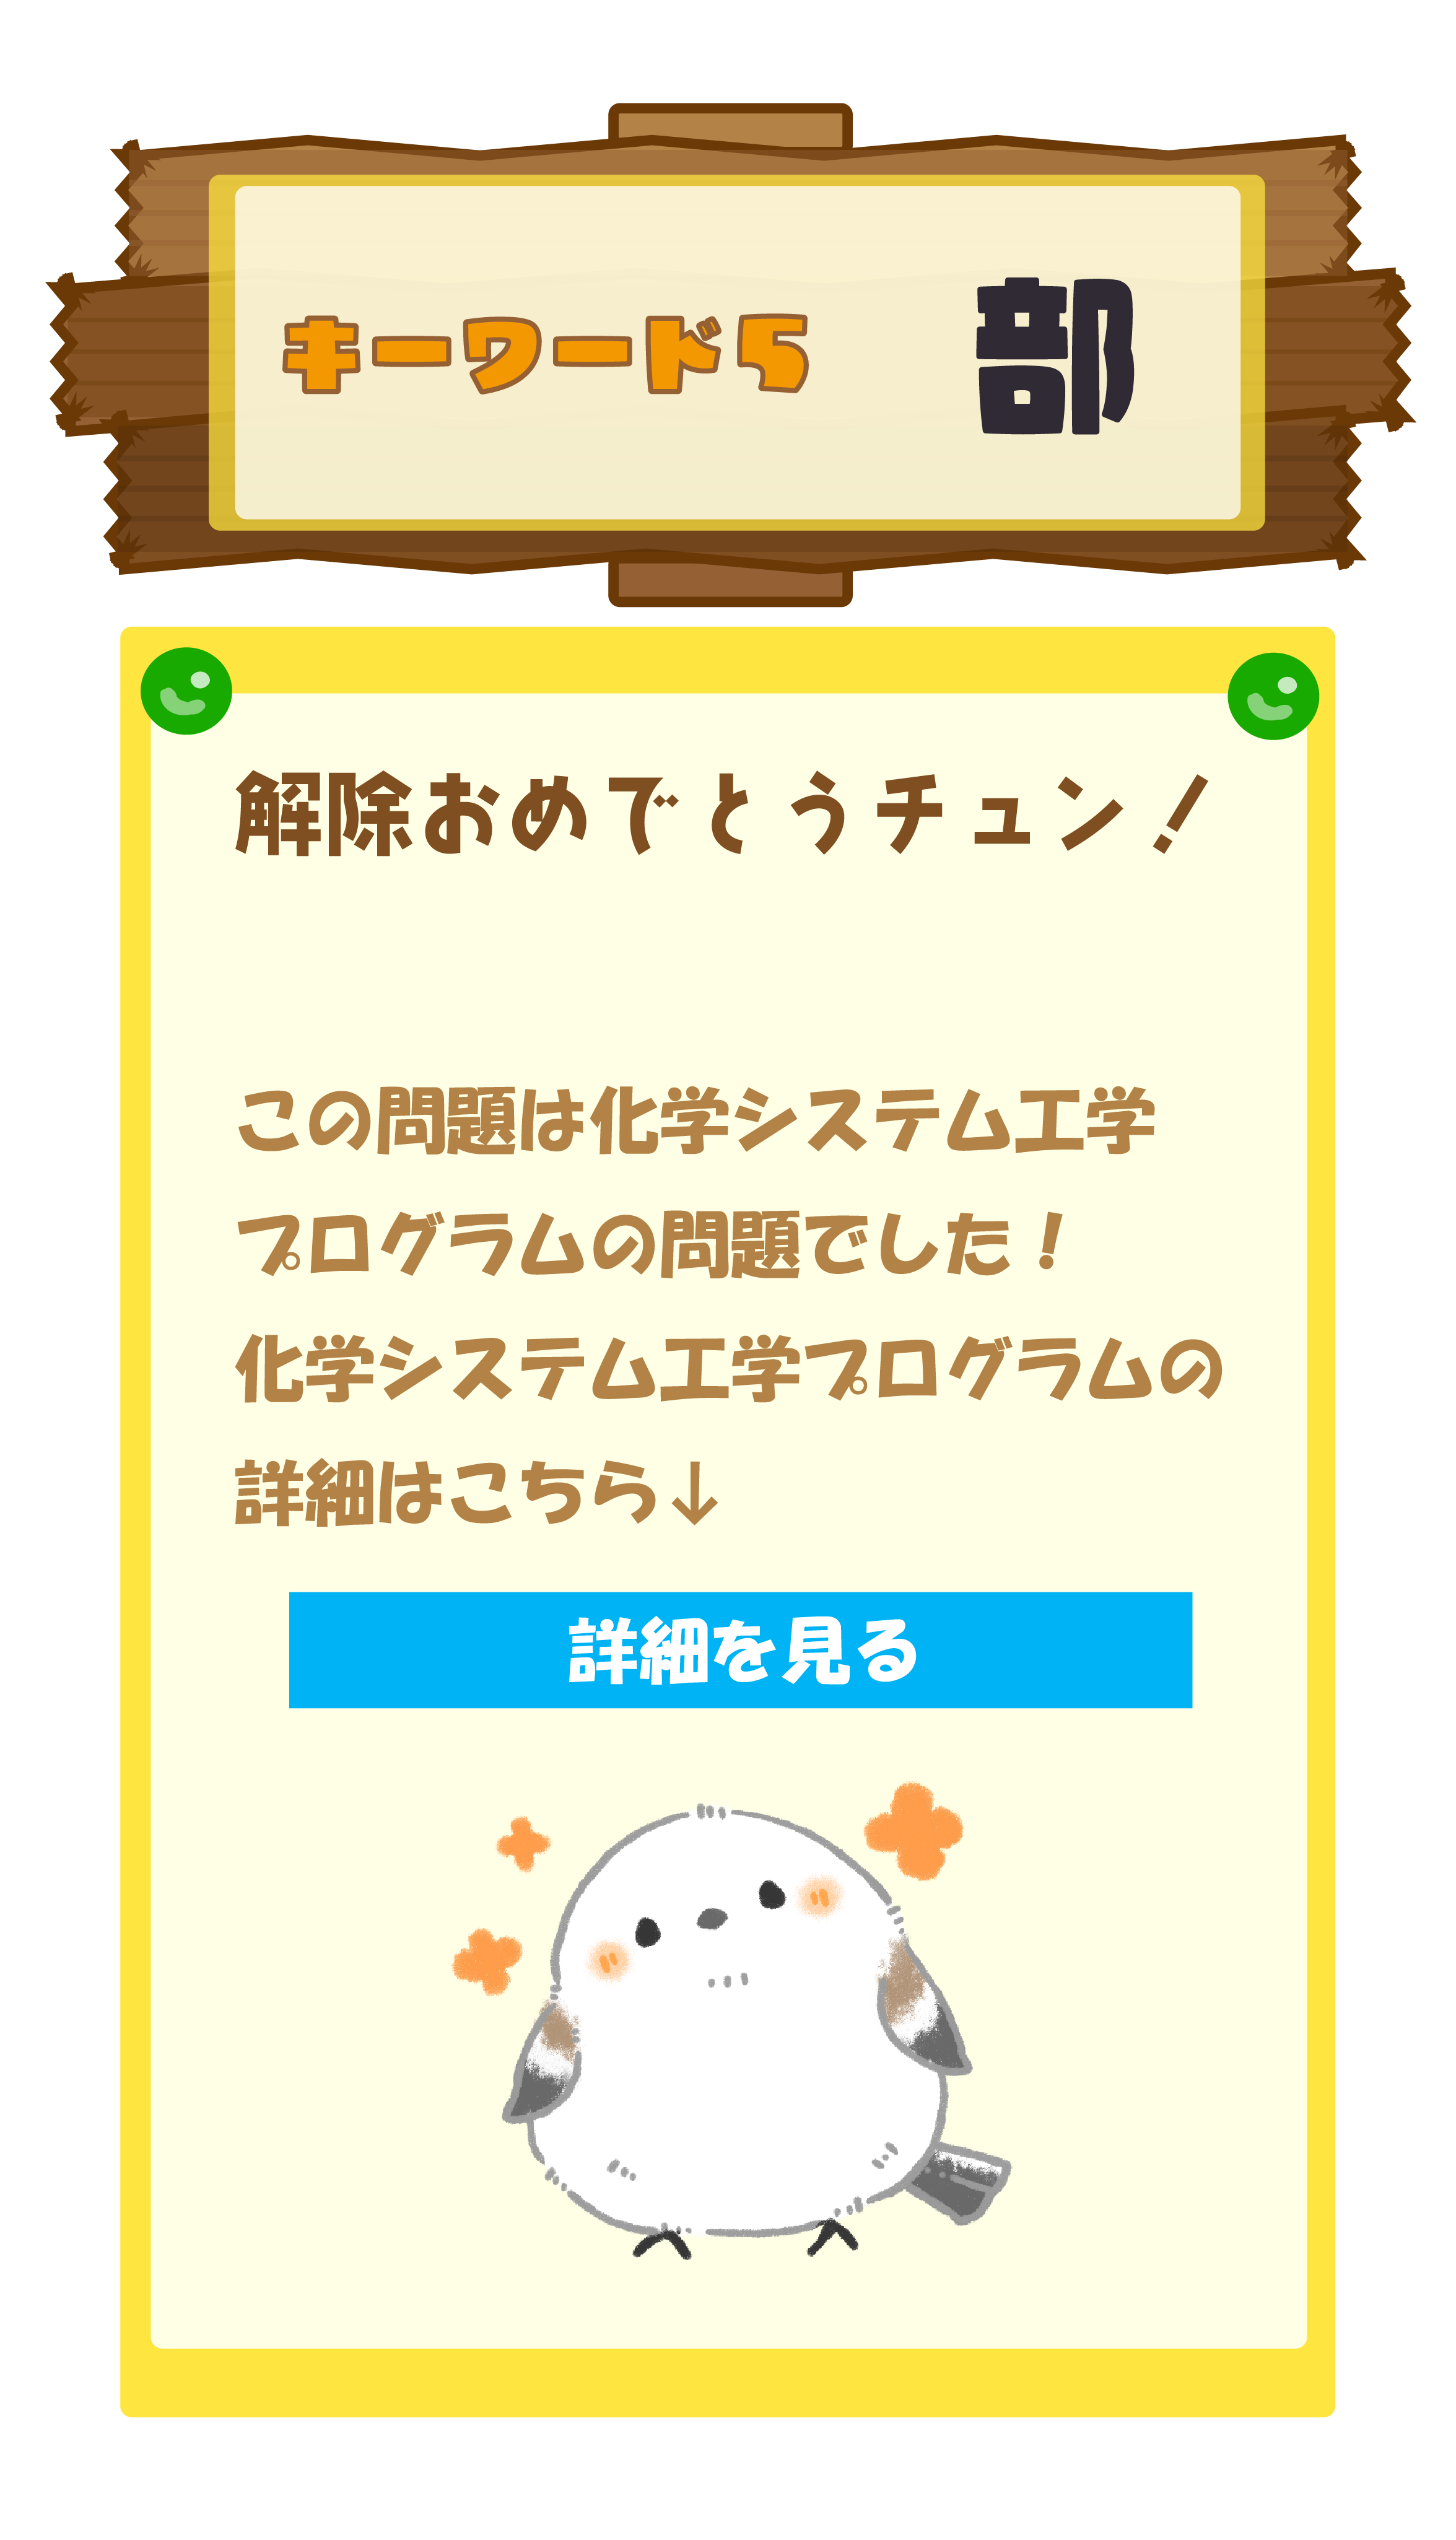 キーワード5 部
解除おめでとうチュン!
この問題は化学システム工学
プログラムの問題でした!
化学システム工学プログラムの
詳細はこちら↓
詳細を見る